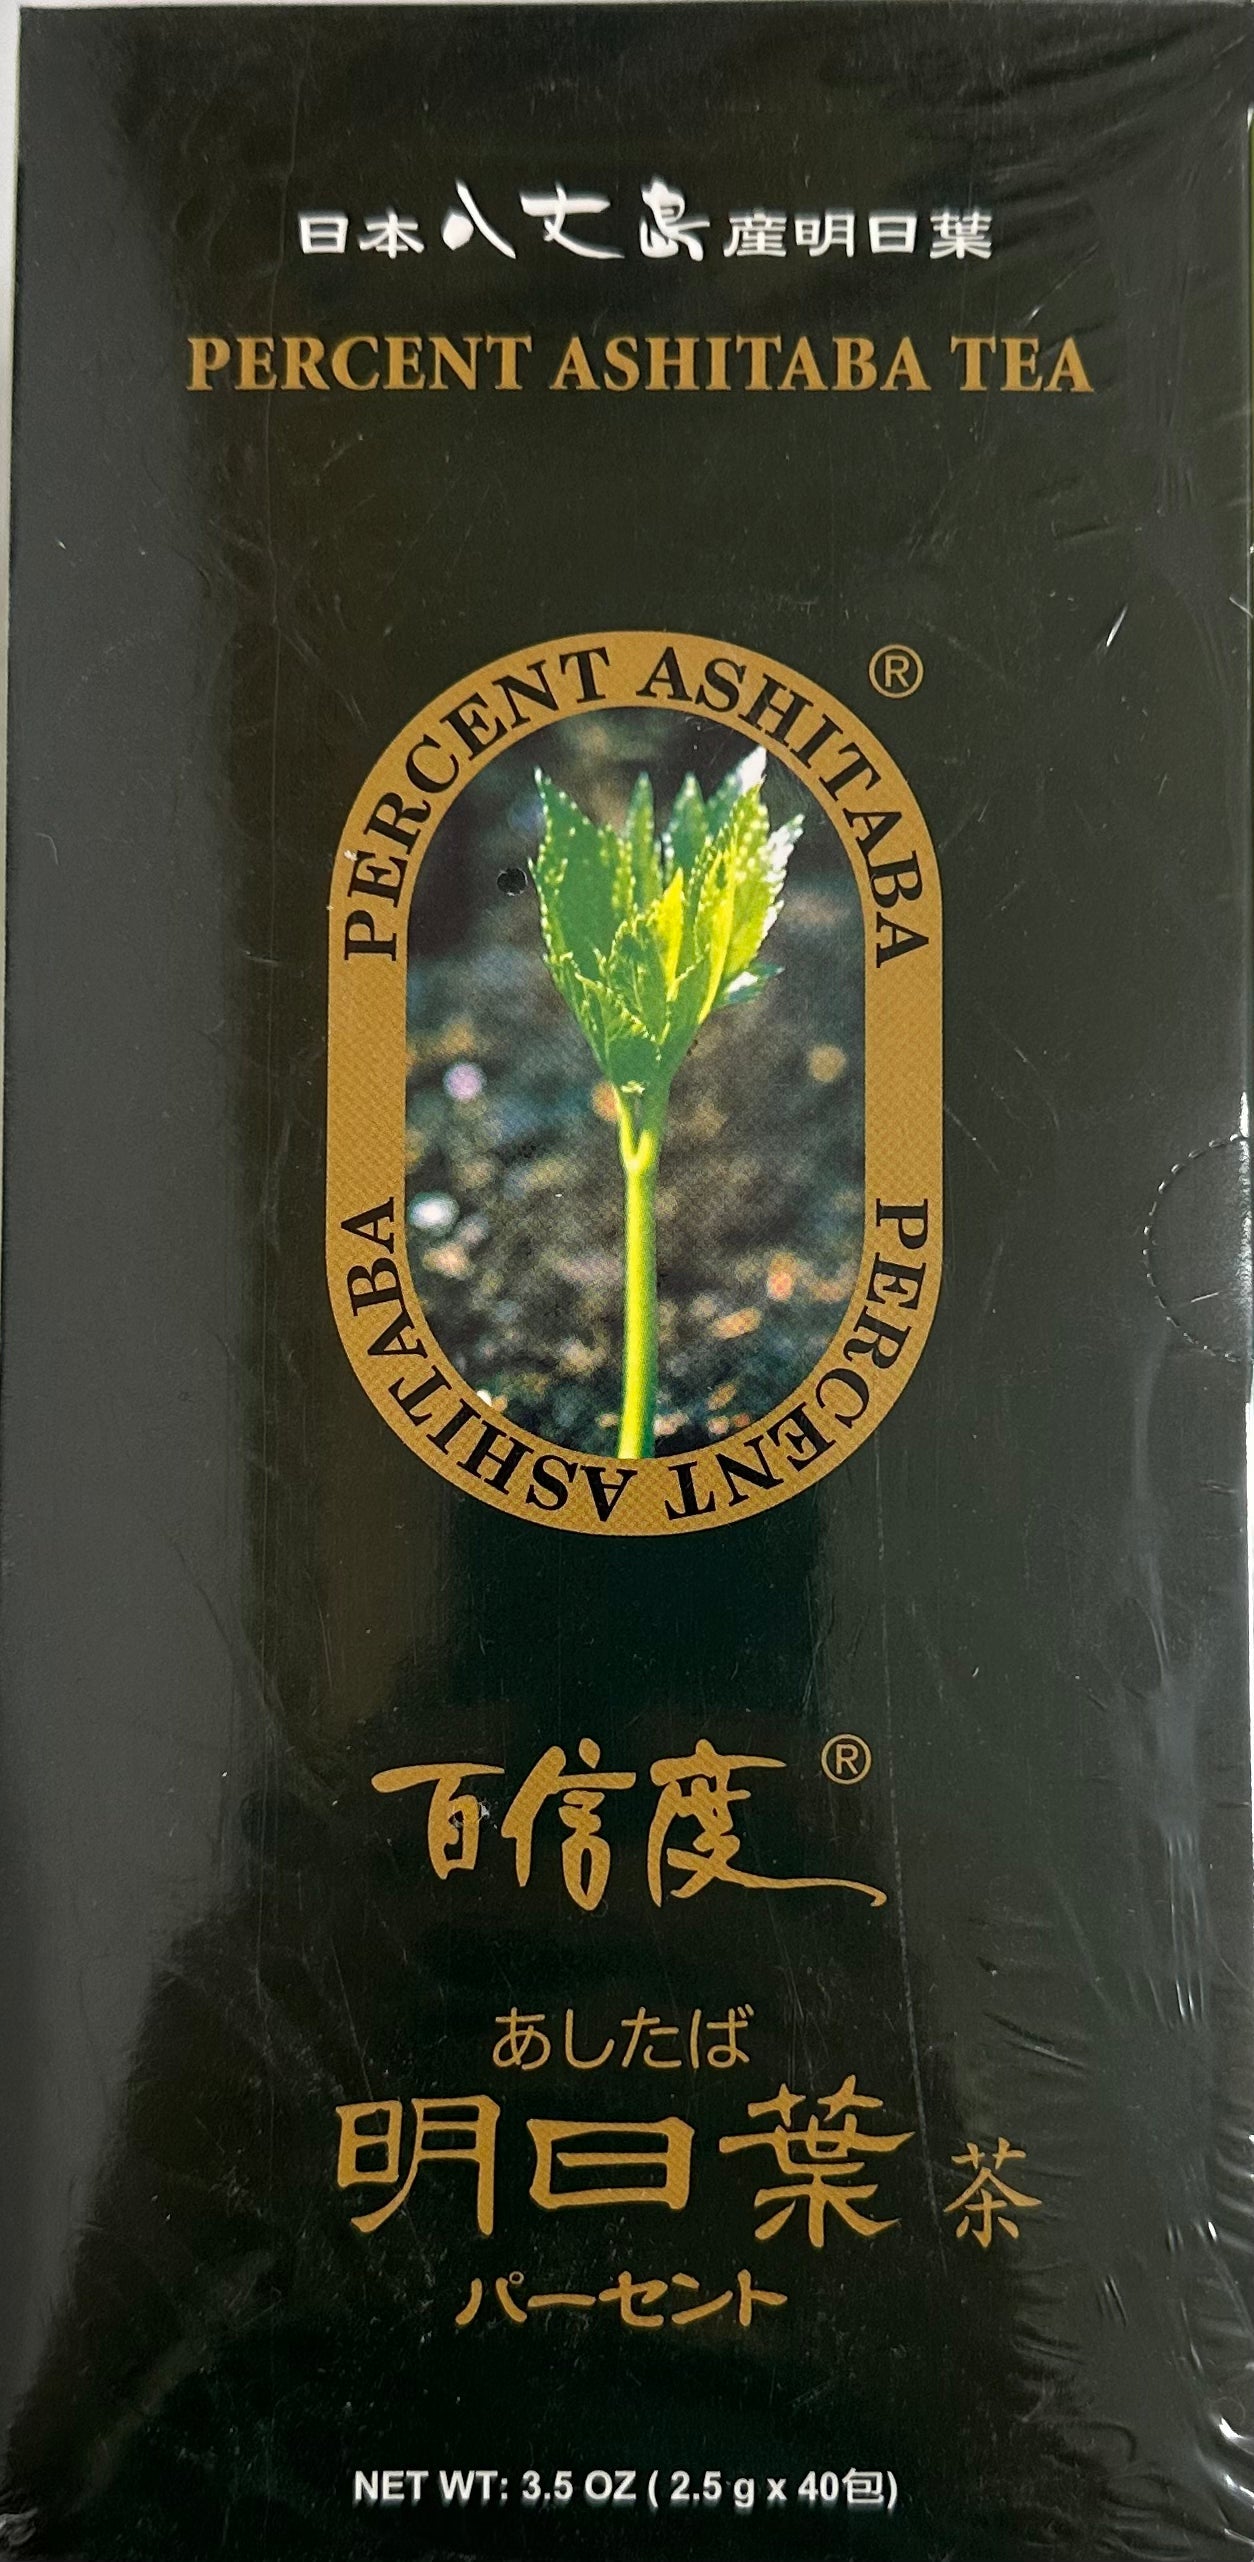 日本八丈島産明日葉
PERCENT ASHITABA TEA
PERCENT ASHITABA ®
PERCENT ASHITABA
百信度®
あしたば
明日葉茶
パーセント
NET WT: 3.5 OZ ( 2.5 g x 40包)